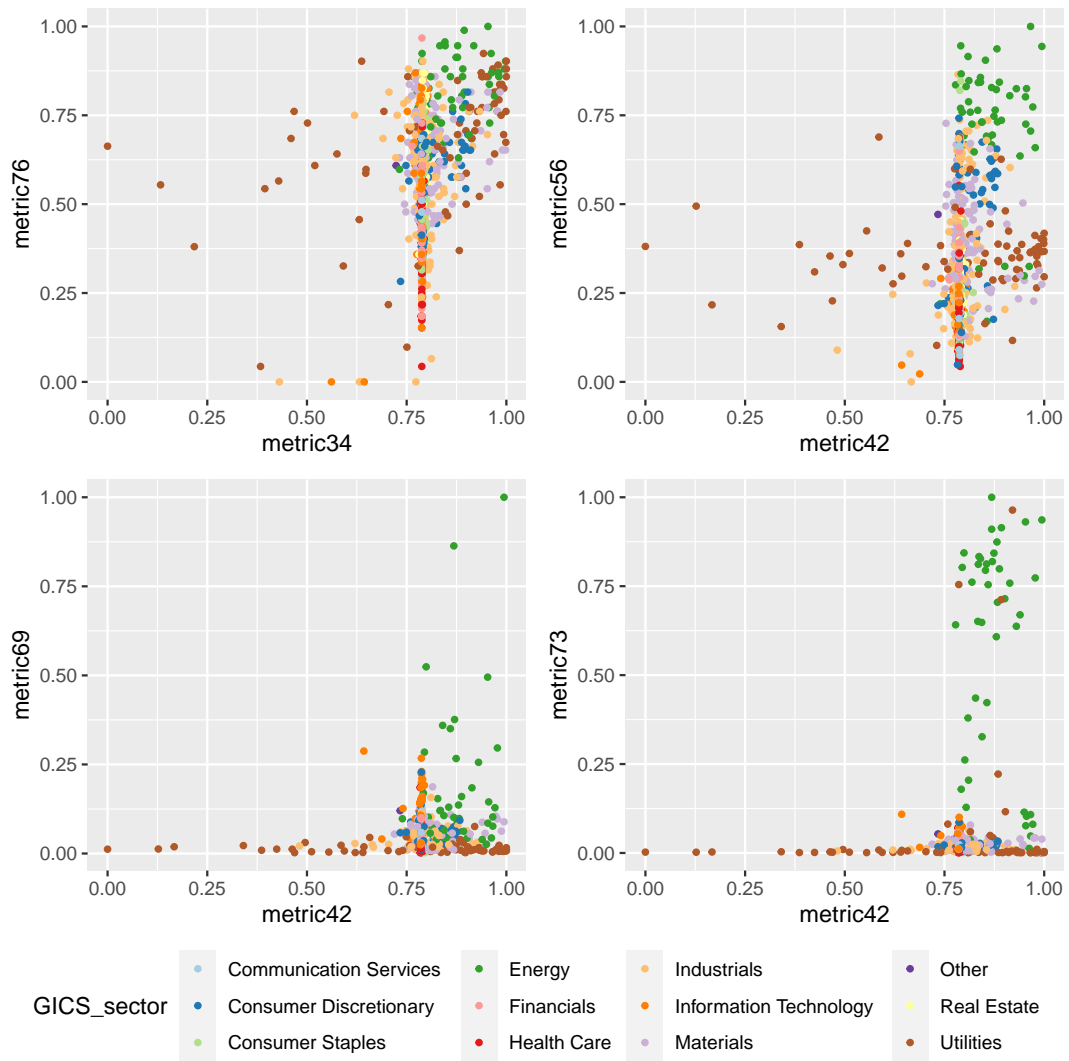 1.00
0.75
0.50
0.25
0.00
metric76
0.00 0.25 0.50 0.75 1.00
metric34
1.00
0.75
0.50
0.25
0.00
metric56
0.00 0.25 0.50 0.75 1.00
metric42
1.00
0.75
0.50
0.25
0.00
metric69
0.00 0.25 0.50 0.75 1.00
metric42
1.00
0.75
0.50
0.25
0.00
metric73
0.00 0.25 0.50 0.75 1.00
metric42
GICS_sector
Communication Services
Consumer Discretionary
Consumer Staples
Energy
Financials
Health Care
Industrials
Information Technology
Materials
Other
Real Estate
Utilities